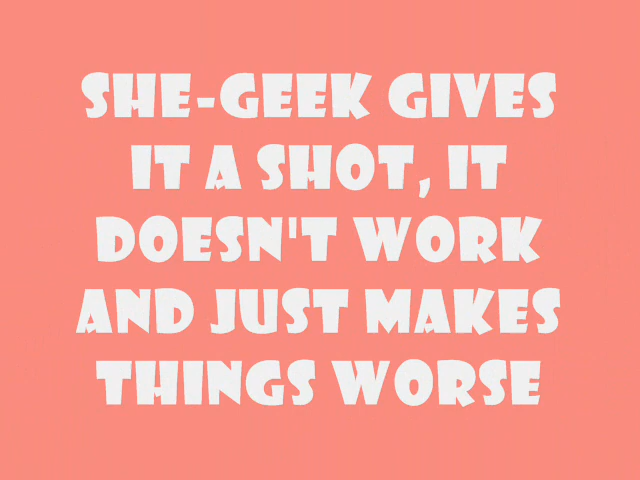 SHE-GEEK GIVES
IT A SHOT, IT
DOESN'T WORK
AND JUST MAKES
THINGS WORSE